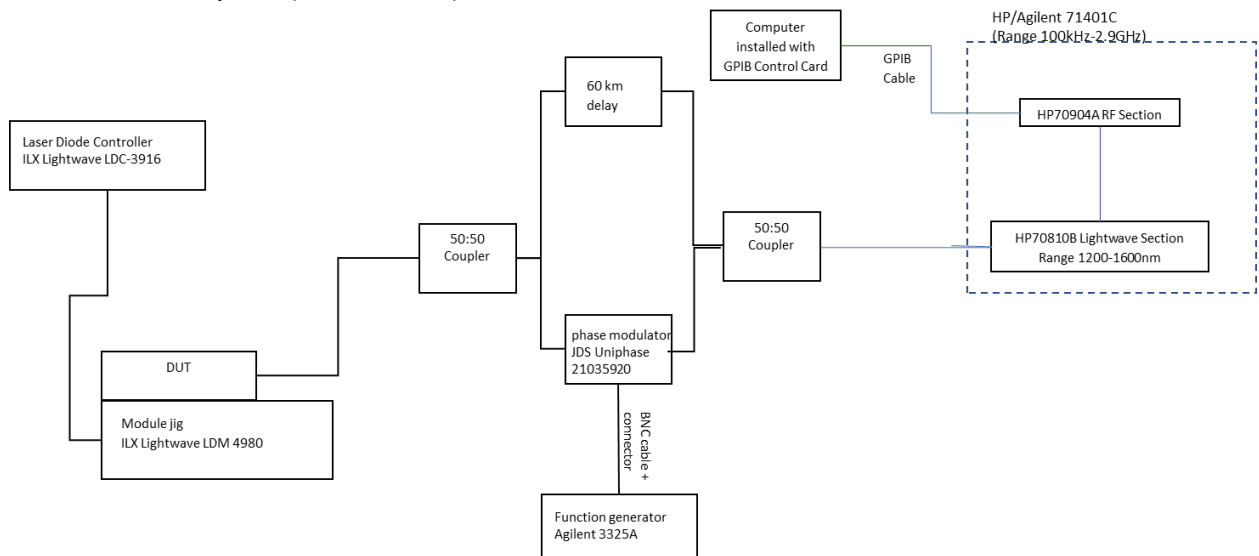 HP/Agilent 71401C
(Range 100kHz-2.9GHz)
Computer
installed with
GPIB Control Card
GPIB
Cable
60 km
delay
HP70904A RF Section
Laser Diode Controller
ILX Lightwave LDC-3916
50:50
Coupler
50:50
Coupler
HP70810B Lightwave Section
Range 1200-1600nm
phase modulator
JDS Uniphase
21035920
DUT
Module jig
ILX Lightwave LDM 4980
BNC cable +
connector
Function generator
Agilent 3325A